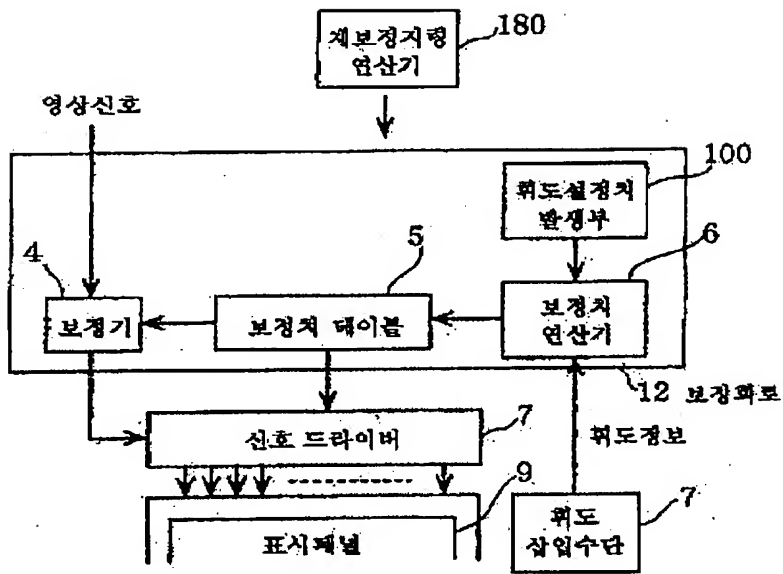 재보정지령
연산기
180
영상신호
100
휘도설정치
발생부
4
5
6
보정기
보정치 테이블
보정치
연산기
12 보정회로
신호 드라이버
7
휘도정보
9
표시패널
휘도
삽입수단
7